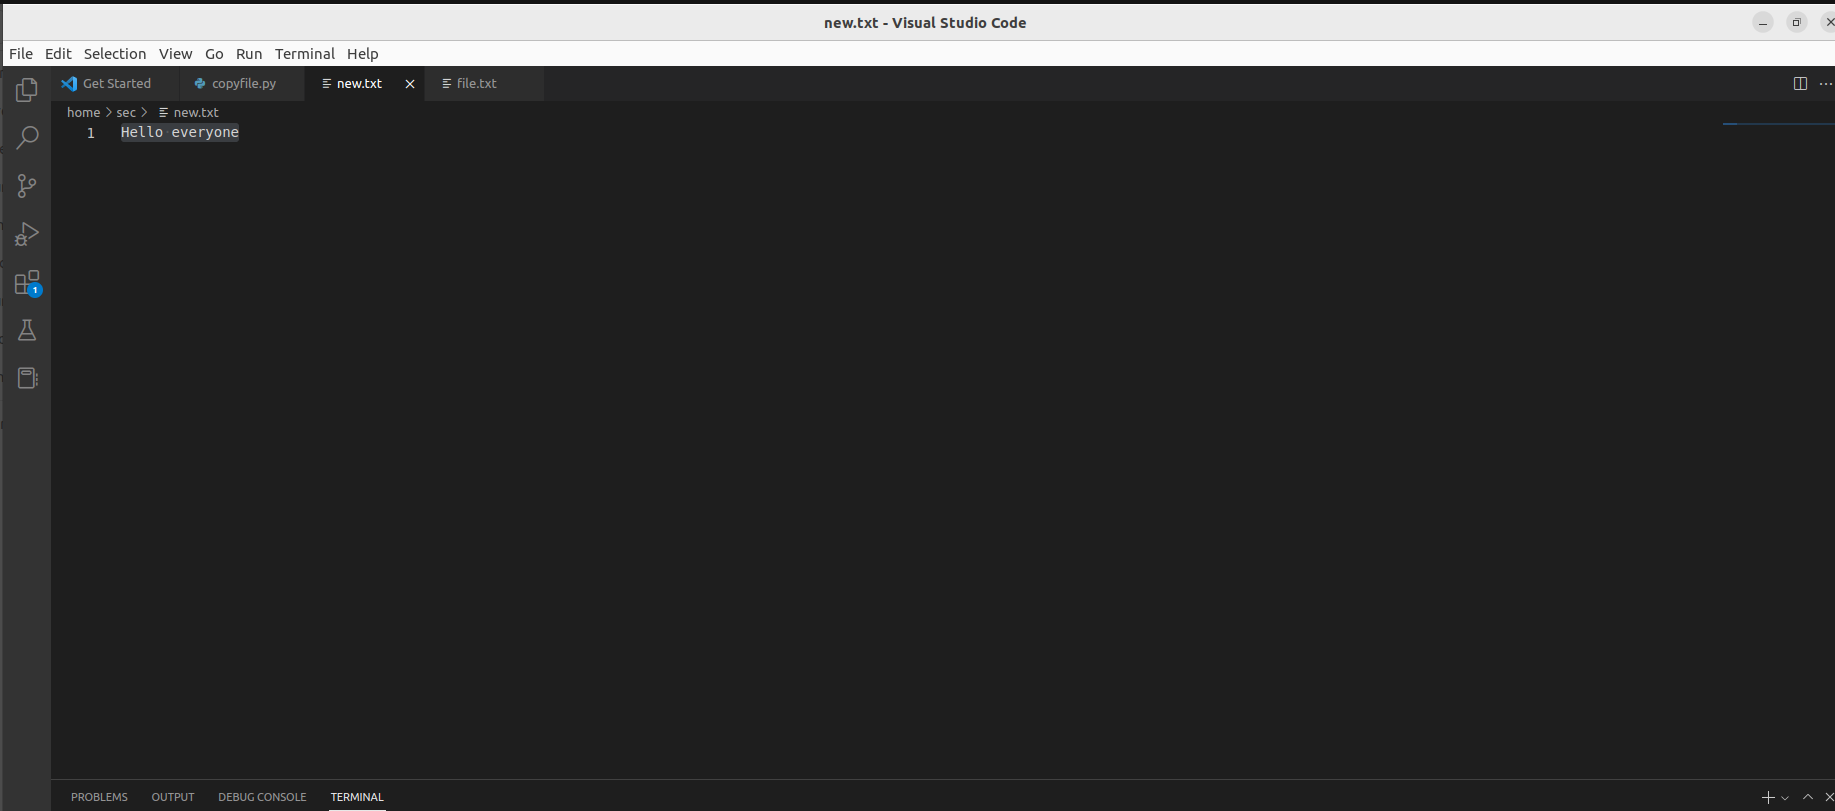 new.txt - Visual Studio Code
File Edit Selection View Go Run Terminal Help
Get Started copyfile.py new.txt file.txt
home sec new.txt
1 Hello everyone
1
PROBLEMS OUTPUT DEBUG CONSOLE TERMINAL